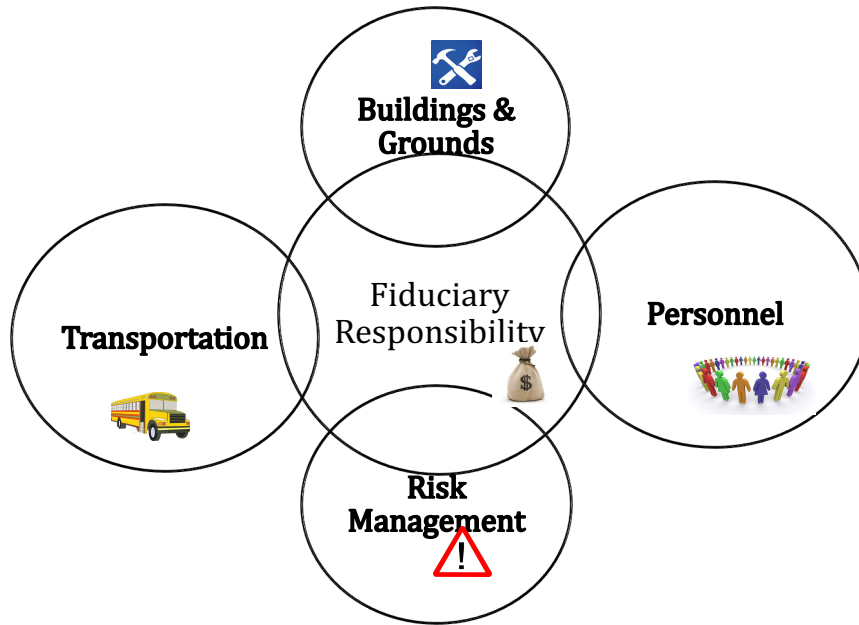 Buildings &
Grounds
Fiduciary
Responsibility
Transportation
Personnel
$
Risk
Management
!